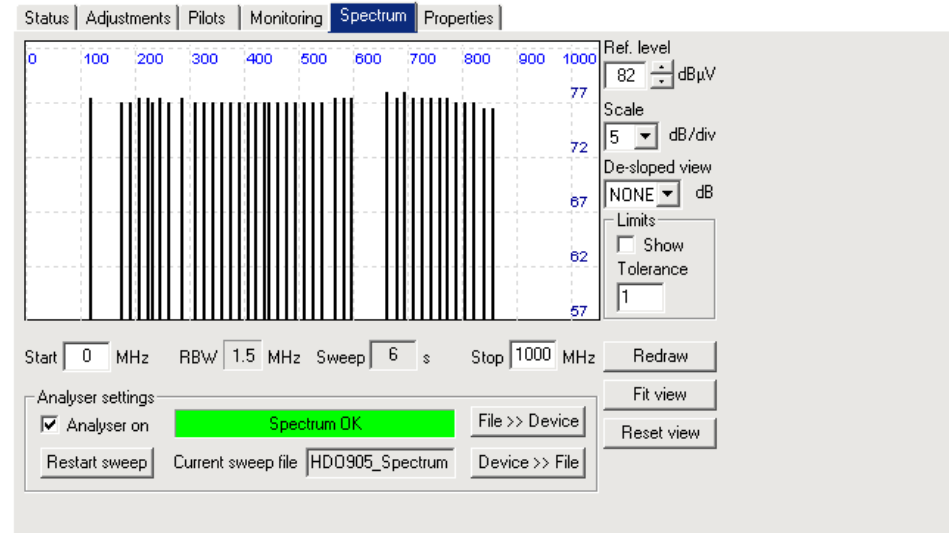 Status Adjustments Pilots Monitoring Spectrum Properties
0 100 200 300 400 500 600 700 800 900 1000
77
72
67
62
57
Ref. level
82 dBµV
Scale
5 dB/div
De-sloped view
NONE dB
Limits
Show
Tolerance
1
Start 0 MHz RBW 1.5 MHz Sweep 6 s Stop 1000 MHz
Redraw
Fit view
Reset view
Analyser settings
Analyser on Spectrum OK File >> Device
Restart sweep Current sweep file HDO905_Spectrum Device >> File